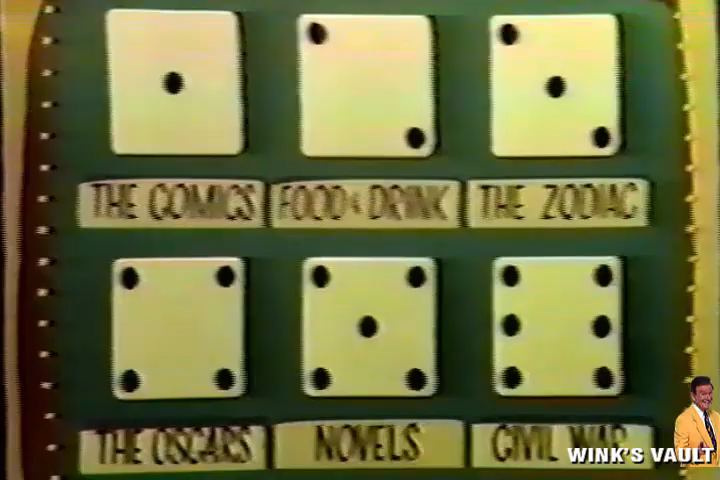 THE COMICS
FOOD & DRINK
THE ZODIAC
THE OSCARS
NOVELS
CIVIL WAR
WINK'S VAULT